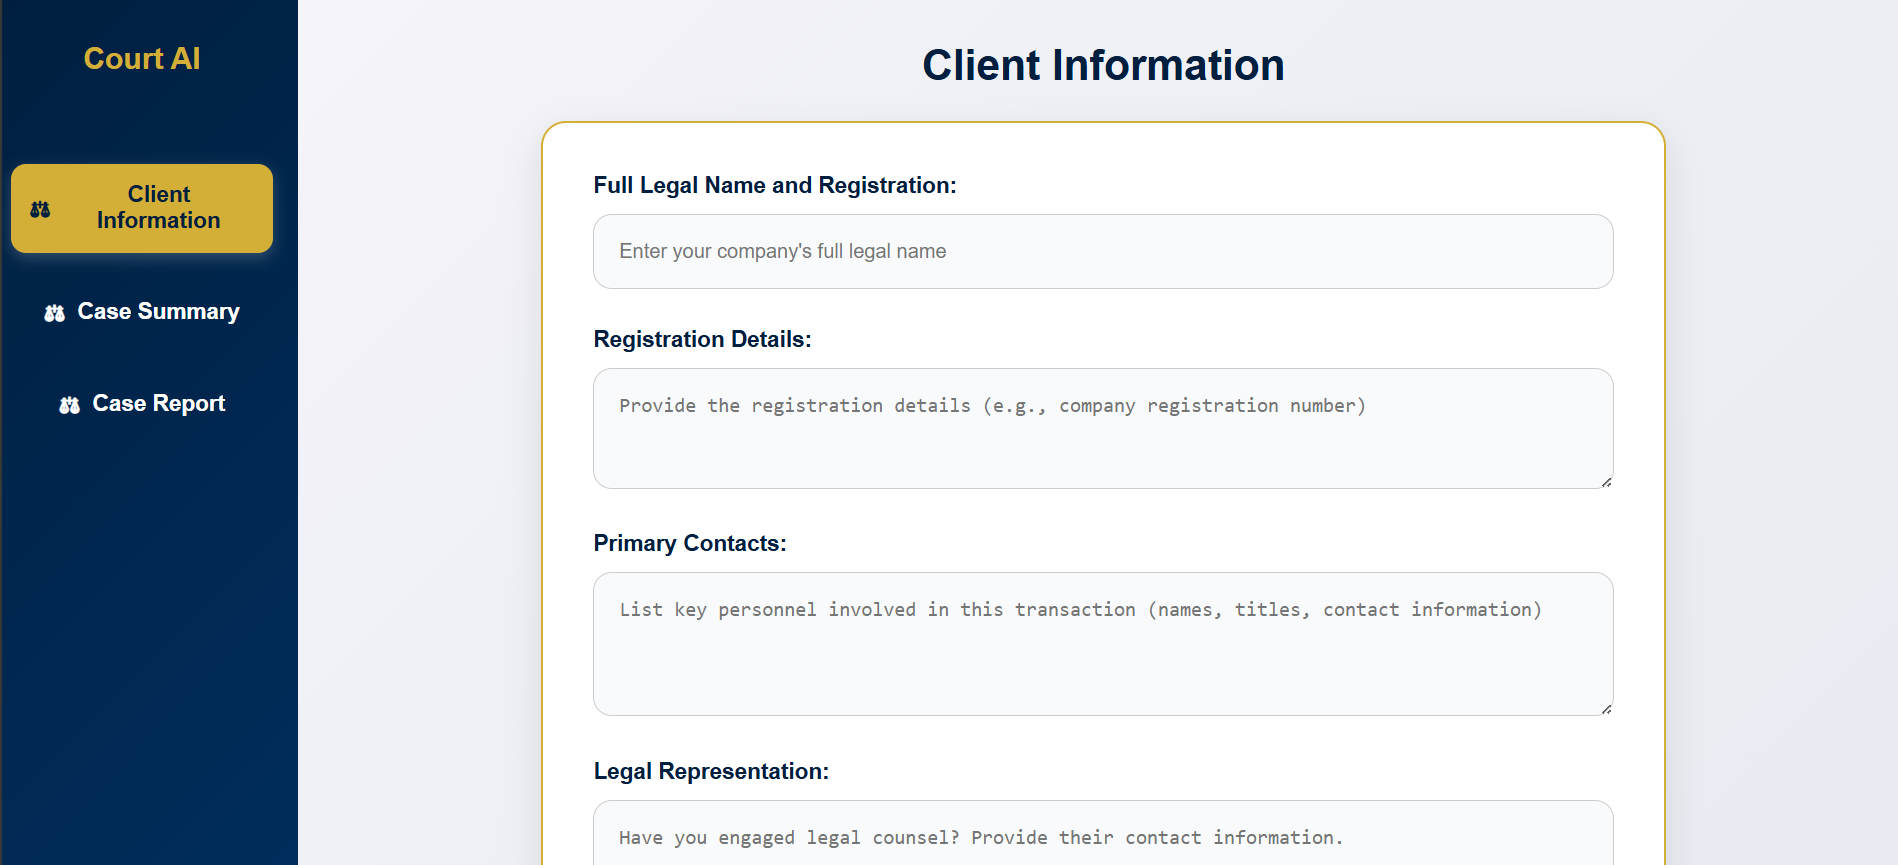 Court AI
Client
Information
Case Summary
Case Report
Client Information
Full Legal Name and Registration:
Enter your company's full legal name
Registration Details:
Provide the registration details (e.g., company registration number)
Primary Contacts:
List key personnel involved in this transaction (names, titles, contact information)
Legal Representation:
Have you engaged legal counsel? Provide their contact information.